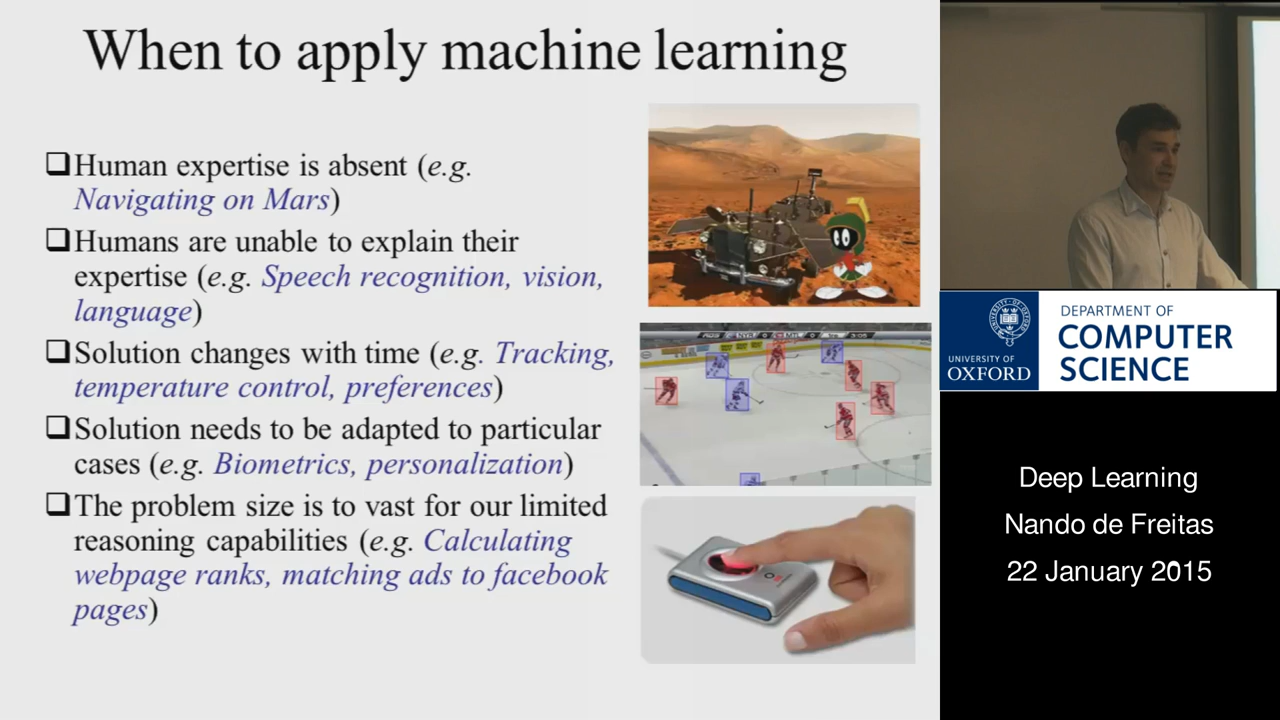 When to apply machine learning
❑Human expertise is absent (e.g.
Navigating on Mars)
❑Humans are unable to explain their
expertise (e.g. Speech recognition, vision,
language)
❑Solution changes with time (e.g. Tracking,
temperature control, preferences)
❑Solution needs to be adapted to particular
cases (e.g. Biometrics, personalization)
❑The problem size is to vast for our limited
reasoning capabilities (e.g. Calculating
webpage ranks, matching ads to facebook
pages)
UNIVERSITY OF
OXFORD
DEPARTMENT OF
COMPUTER
SCIENCE
Deep Learning
Nando de Freitas
22 January 2015